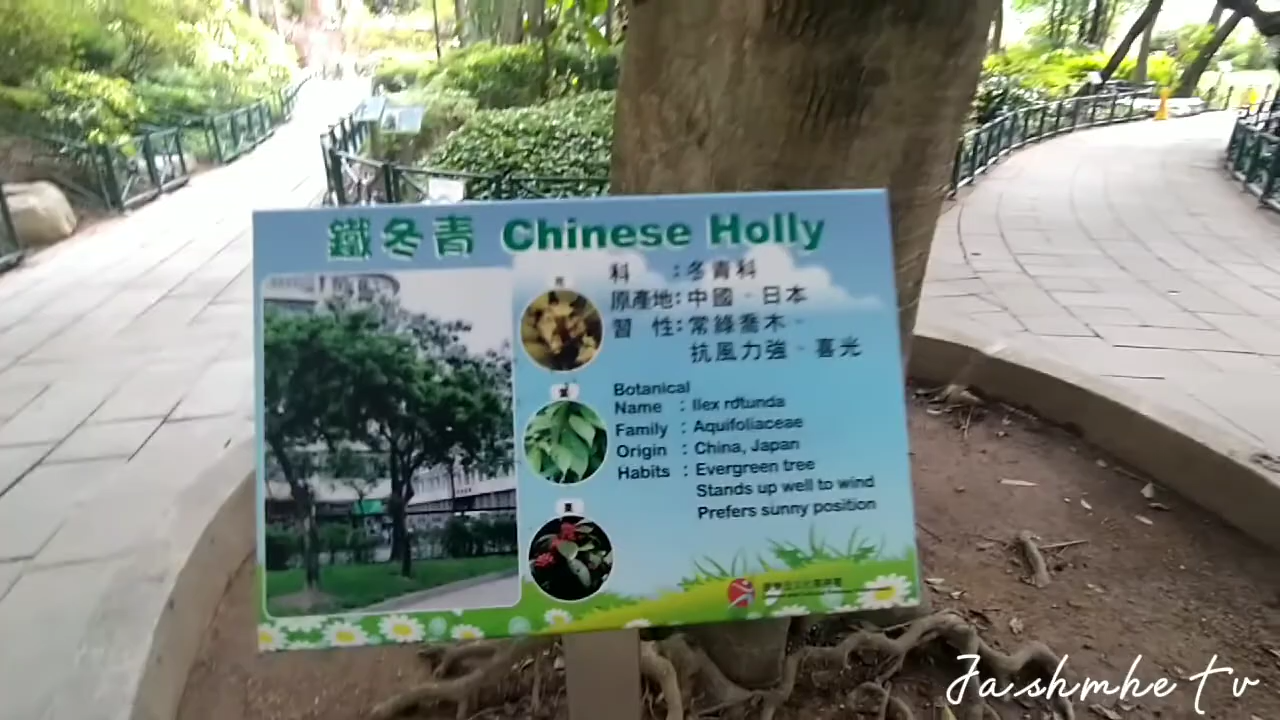 鐵冬青 Chinese Holly
科 : 冬青科
原產地: 中國、日本
習 性: 常綠喬木、
抗風力強、喜光
Botanical
Name : Ilex rotunda
Family : Aquifoliaceae
Origin : China, Japan
Habits : Evergreen tree
Stands up well to wind
Prefers sunny position
Jashmhe Tv